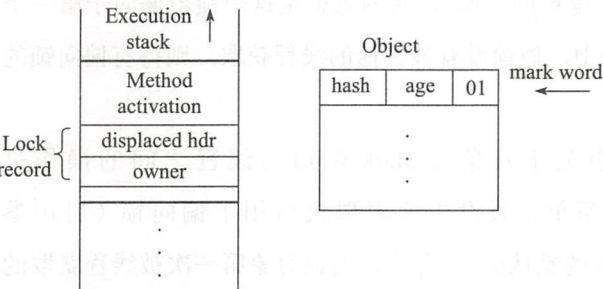 Execution
stack
Method
activation
Lock
record
displaced hdr
owner
Object
hash age 01
mark word